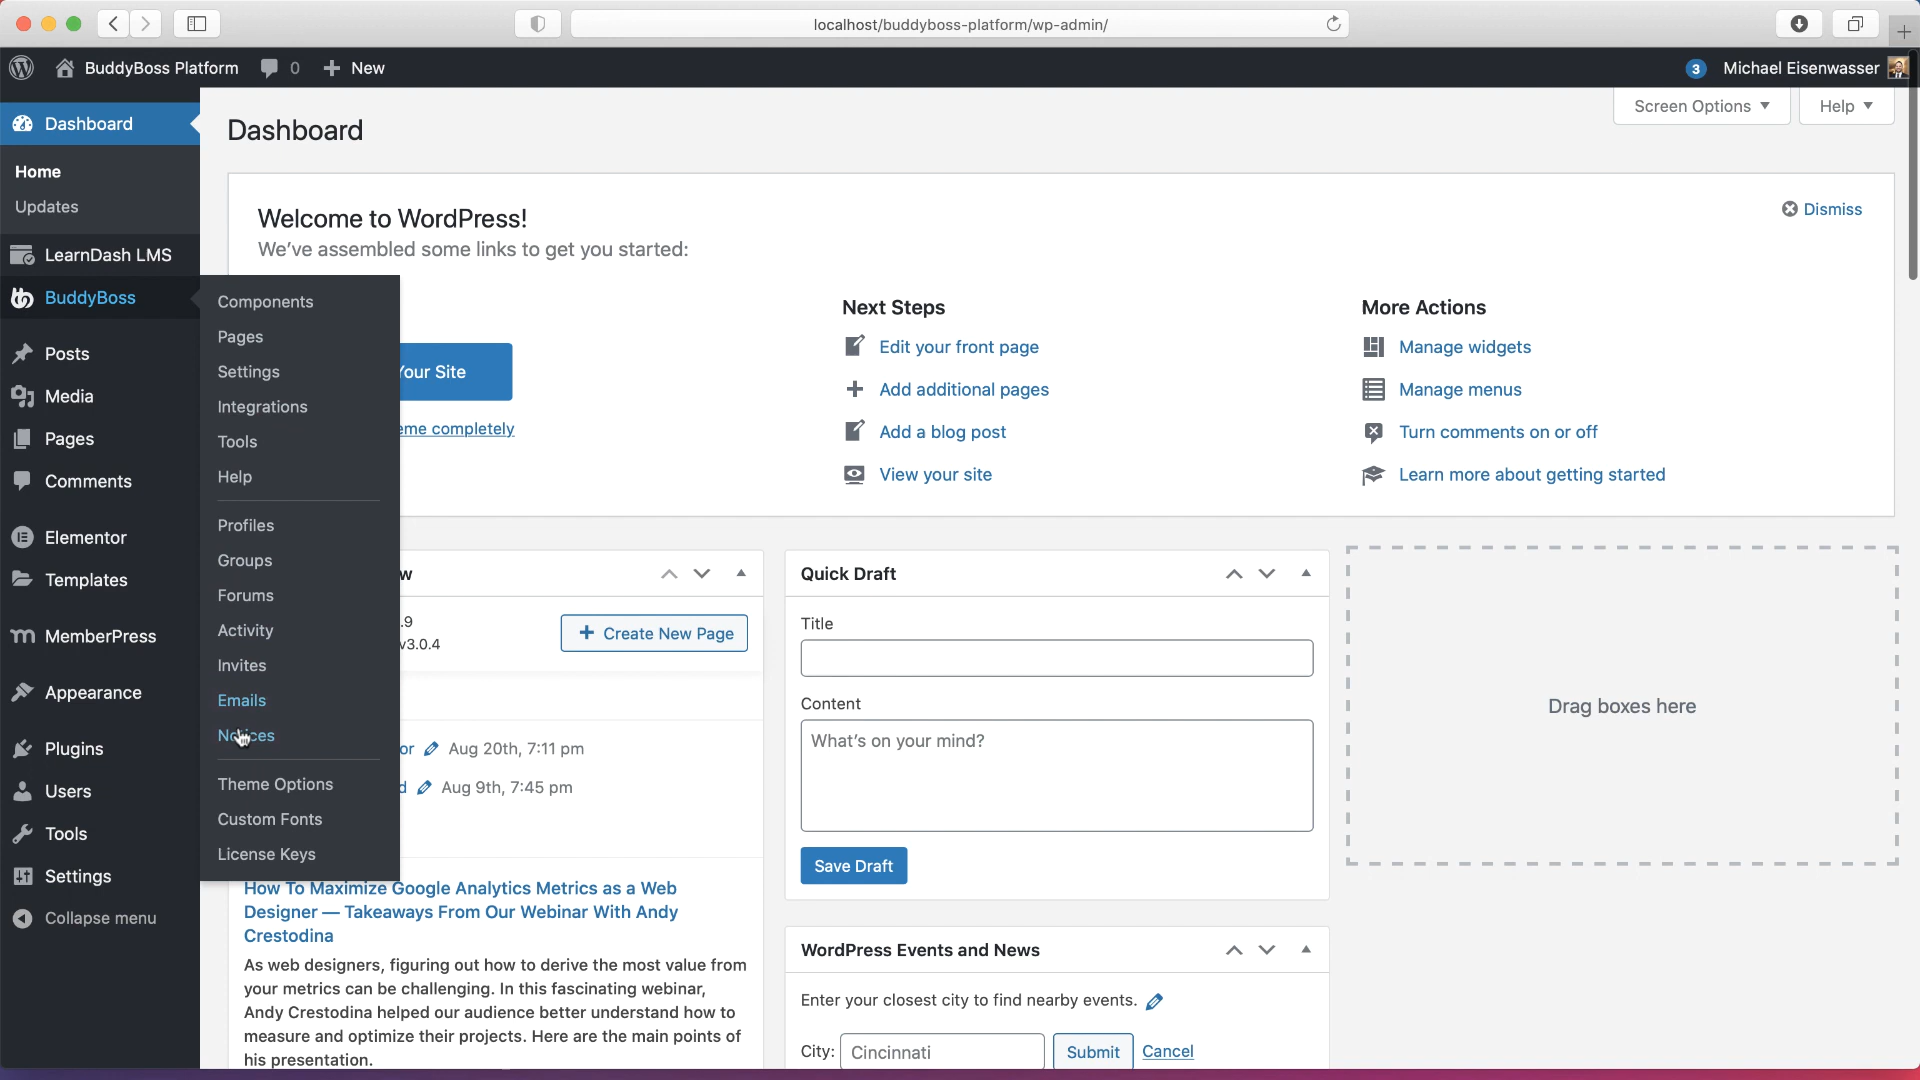 localhost/buddyboss-platform/wp-admin/
BuddyBoss Platform
0
New
3
Michael Eisenwasser
Dashboard
Home
Updates
LearnDash LMS
BuddyBoss
Posts
Media
Pages
Comments
Elementor
Templates
MemberPress
Appearance
Plugins
Users
Tools
Settings
Collapse menu
Components
Pages
Settings
Integrations
Tools
Help
Profiles
Groups
Forums
Activity
Invites
Emails
Notices
Theme Options
Custom Fonts
License Keys
Dashboard
Screen Options
Help
Welcome to WordPress!
We've assembled some links to get you started:
Dismiss
Your Site
eme completely
Next Steps
Edit your front page
Add additional pages
Add a blog post
View your site
More Actions
Manage widgets
Manage menus
Turn comments on or off
Learn more about getting started
w
.9
v3.0.4
Create New Page
or Aug 20th, 7:11 pm
d Aug 9th, 7:45 pm
How To Maximize Google Analytics Metrics as a Web
Designer — Takeaways From Our Webinar With Andy
Crestodina
As web designers, figuring out how to derive the most value from
your metrics can be challenging. In this fascinating webinar,
Andy Crestodina helped our audience better understand how to
measure and optimize their projects. Here are the main points of
his presentation.
Quick Draft
Title
Content
What's on your mind?
Save Draft
WordPress Events and News
Enter your closest city to find nearby events.
City: Cincinnati Submit Cancel
Drag boxes here